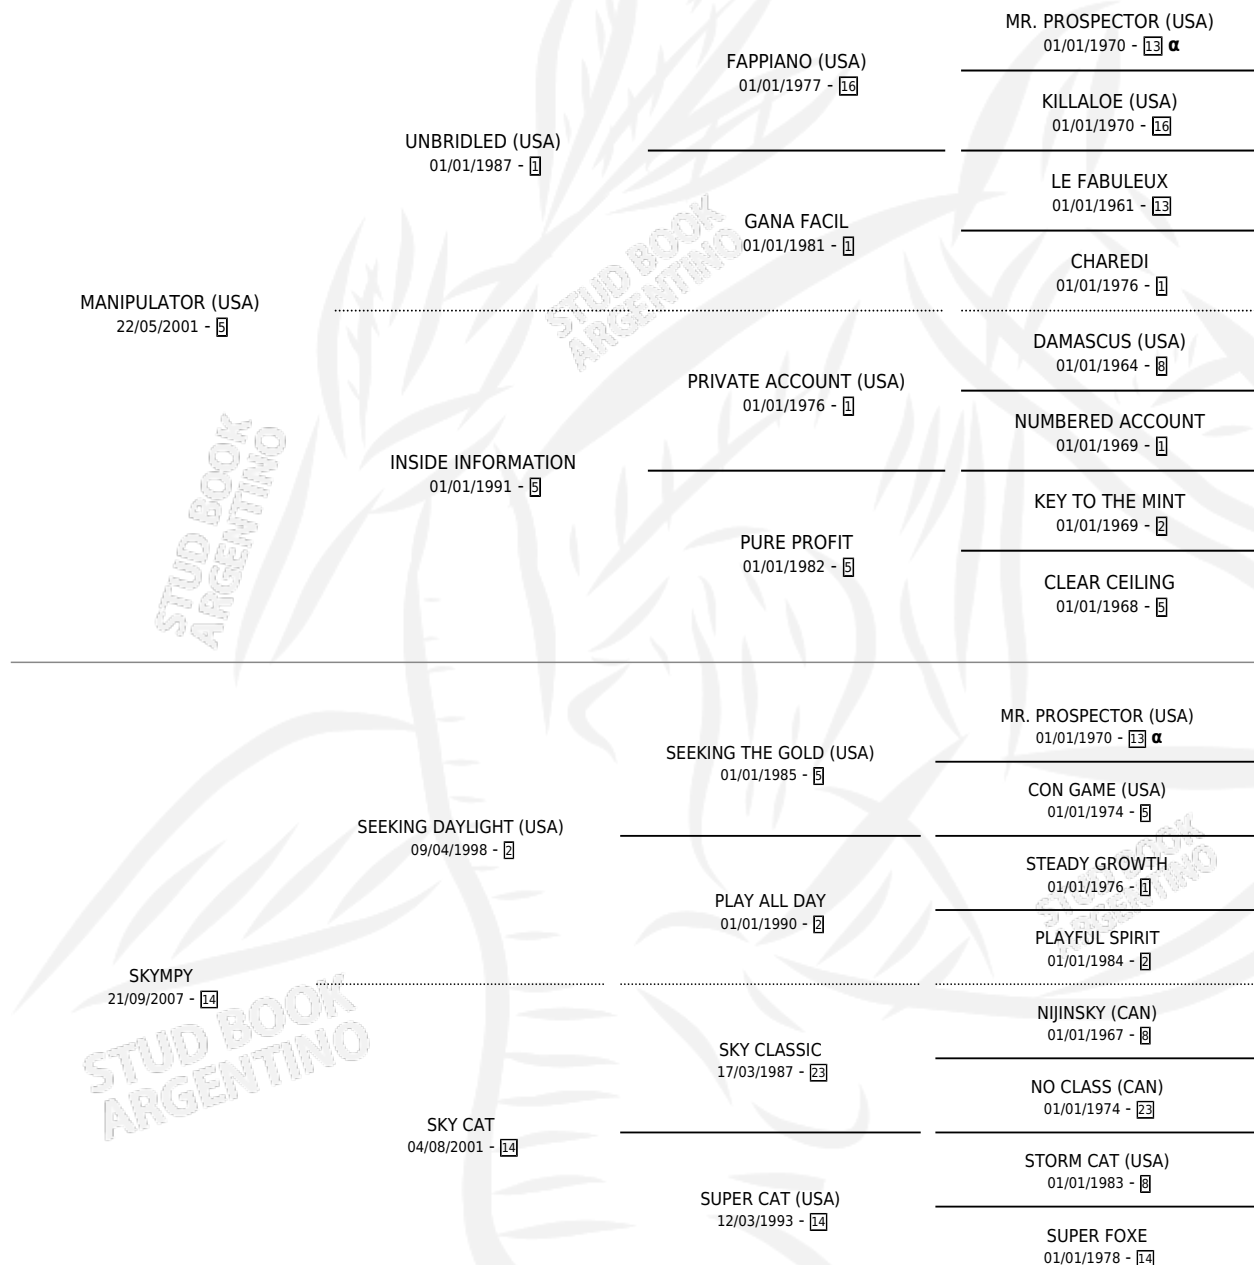 MR. PROSPECTOR (USA)
01/01/1970 - 13 α
FAPPIANO (USA)
01/01/1977 - 16
KILLALOE (USA)
01/01/1970 - 16
UNBRIDLED (USA)
01/01/1987 - 1
LE FABULEUX
01/01/1961 - 13
GANA FACIL
01/01/1981 - 1
CHAREDI
01/01/1976 - 1
MANIPULATOR (USA)
22/05/2001 - 5
DAMASCUS (USA)
01/01/1964 - 8
PRIVATE ACCOUNT (USA)
01/01/1976 - 1
NUMBERED ACCOUNT
01/01/1969 - 1
INSIDE INFORMATION
01/01/1991 - 5
KEY TO THE MINT
01/01/1969 - 2
PURE PROFIT
01/01/1982 - 5
CLEAR CEILING
01/01/1968 - 5
MR. PROSPECTOR (USA)
01/01/1970 - 13 α
SEEKING THE GOLD (USA)
01/01/1985 - 5
CON GAME (USA)
01/01/1974 - 5
SEEKING DAYLIGHT (USA)
09/04/1998 - 2
STEADY GROWTH
01/01/1976 - 1
PLAY ALL DAY
01/01/1990 - 2
PLAYFUL SPIRIT
01/01/1984 - 2
SKYMPY
21/09/2007 - 14
NIJINSKY (CAN)
01/01/1967 - 8
SKY CLASSIC
17/03/1987 - 23
NO CLASS (CAN)
01/01/1974 - 23
SKY CAT
04/08/2001 - 14
STORM CAT (USA)
01/01/1983 - 8
SUPER CAT (USA)
12/03/1993 - 14
SUPER FOXE
01/01/1978 - 14
STUD BOOK
ARGENTINO
STUD BOOK
ARGENTINO
STUD BOOK
ARGENTINO
STUD BOOK
ARGENTINO